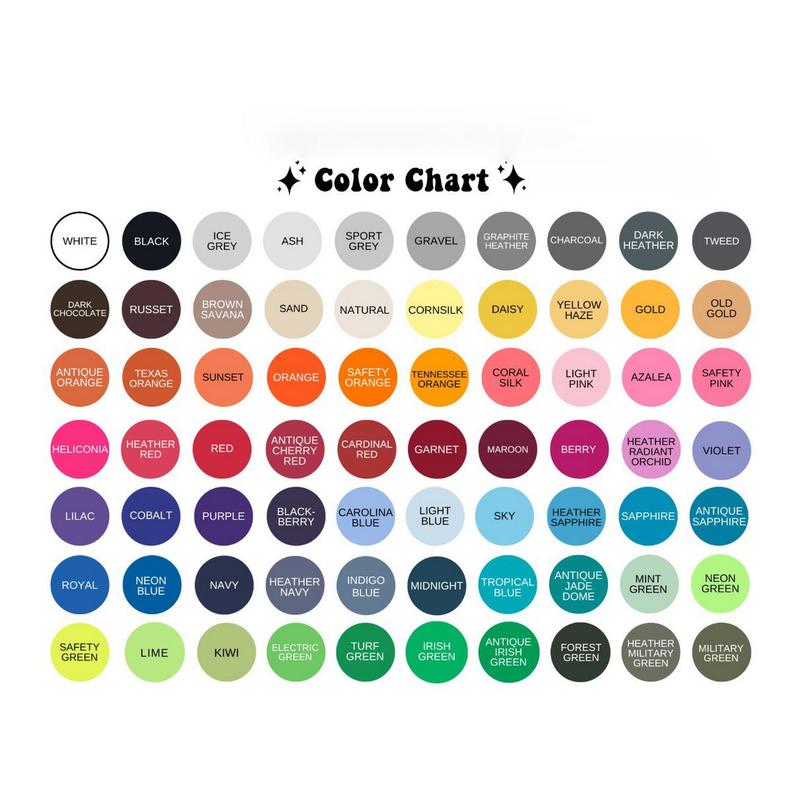 Color Chart
WHITE
BLACK
ICE
GREY
ASH
SPORT
GREY
GRAVEL
GRAPHITE
HEATHER
CHARCOAL
DARK
HEATHER
TWEED
DARK
CHOCOLATE
RUSSET
BROWN
SAVANA
SAND
NATURAL
CORNSILK
DAISY
YELLOW
HAZE
GOLD
OLD
GOLD
ANTIQUE
ORANGE
TEXAS
ORANGE
SUNSET
ORANGE
SAFETY
ORANGE
TENNESSEE
ORANGE
CORAL
SILK
LIGHT
PINK
AZALEA
SAFETY
PINK
HELICONIA
HEATHER
RED
RED
ANTIQUE
CHERRY
RED
CARDINAL
RED
GARNET
MAROON
BERRY
HEATHER
RADIANT
ORCHID
VIOLET
LILAC
COBALT
PURPLE
BLACK-
BERRY
CAROLINA
BLUE
LIGHT
BLUE
SKY
HEATHER
SAPPHIRE
SAPPHIRE
ANTIQUE
SAPPHIRE
ROYAL
NEON
BLUE
NAVY
HEATHER
NAVY
INDIGO
BLUE
MIDNIGHT
TROPICAL
BLUE
ANTIQUE
JADE
DOME
MINT
GREEN
NEON
GREEN
SAFETY
GREEN
LIME
KIWI
ELECTRIC
GREEN
TURF
GREEN
IRISH
GREEN
ANTIQUE
IRISH
GREEN
FOREST
GREEN
HEATHER
MILITARY
GREEN
MILITARY
GREEN